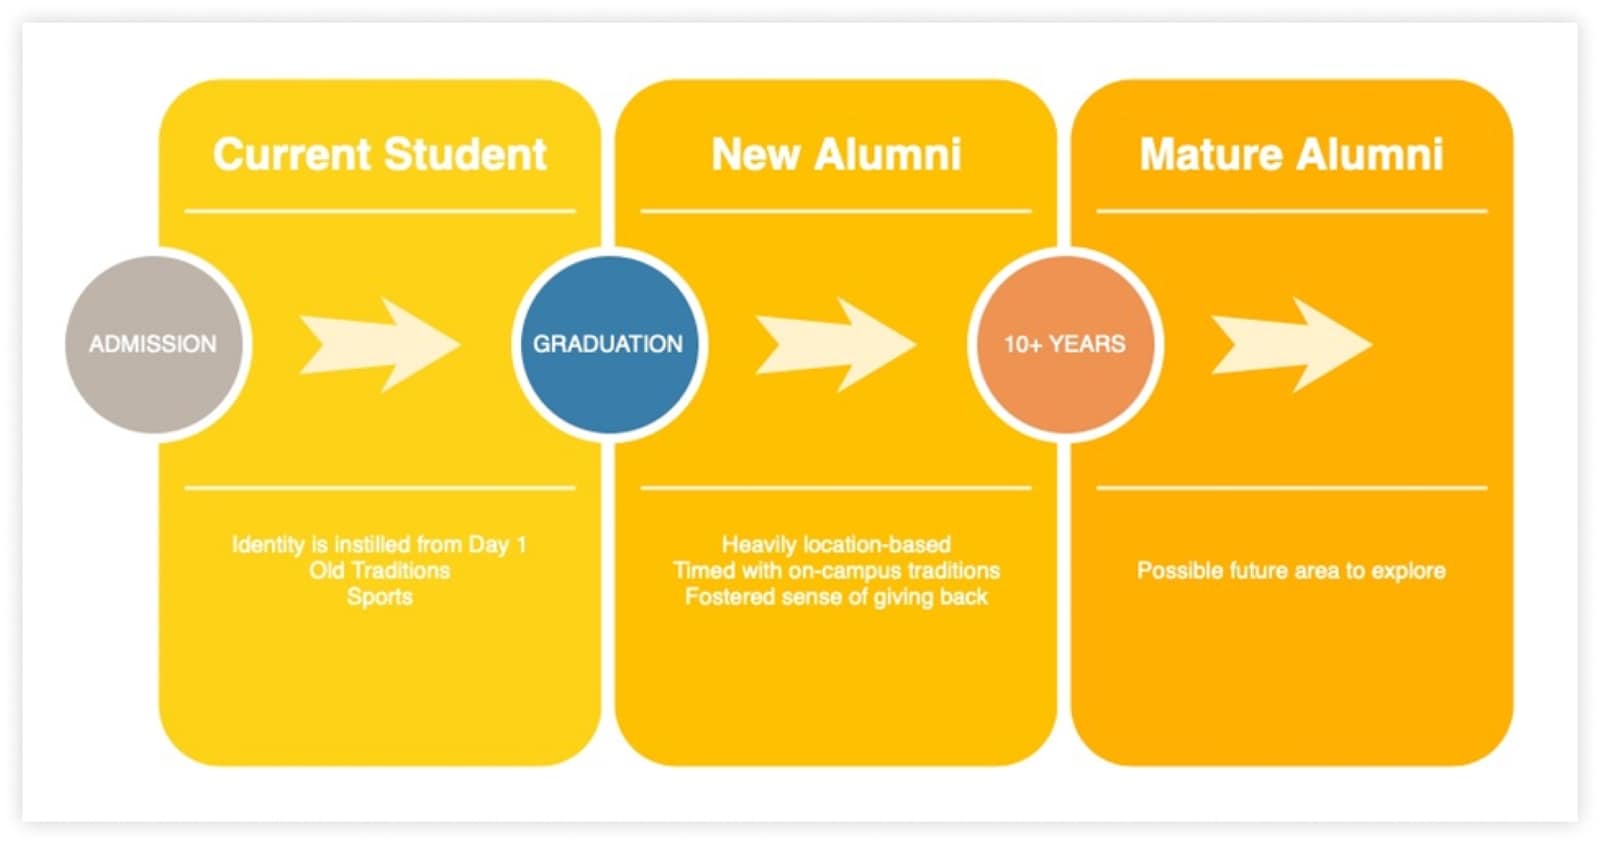 Current Student
New Alumni
Mature Alumni
ADMISSION
GRADUATION
10+ YEARS
Identity is instilled from Day 1
Old Traditions
Sports
Heavily location-based
Timed with on-campus traditions
Fostered sense of giving back
Possible future area to explore